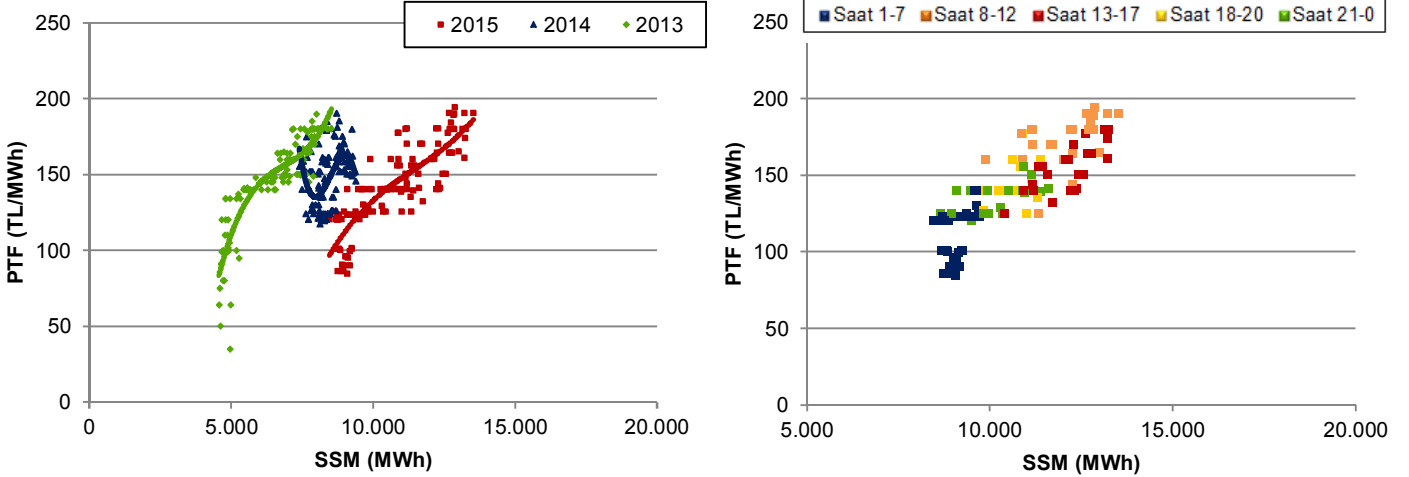 2015 2014 2013
250
200
150
100
50
0
PTF (TL/MWh)
0 5.000 10.000 15.000 20.000
SSM (MWh)
Saat 1-7 Saat 8-12 Saat 13-17 Saat 18-20 Saat 21-0
250
200
150
100
50
0
PTF (TL/MWh)
5.000 10.000 15.000 20.000
SSM (MWh)